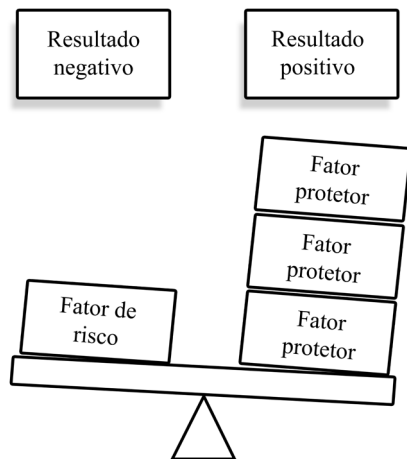 Resultado
negativo
Resultado
positivo
Fator
protetor
Fator
protetor
Fator de
risco
Fator
protetor